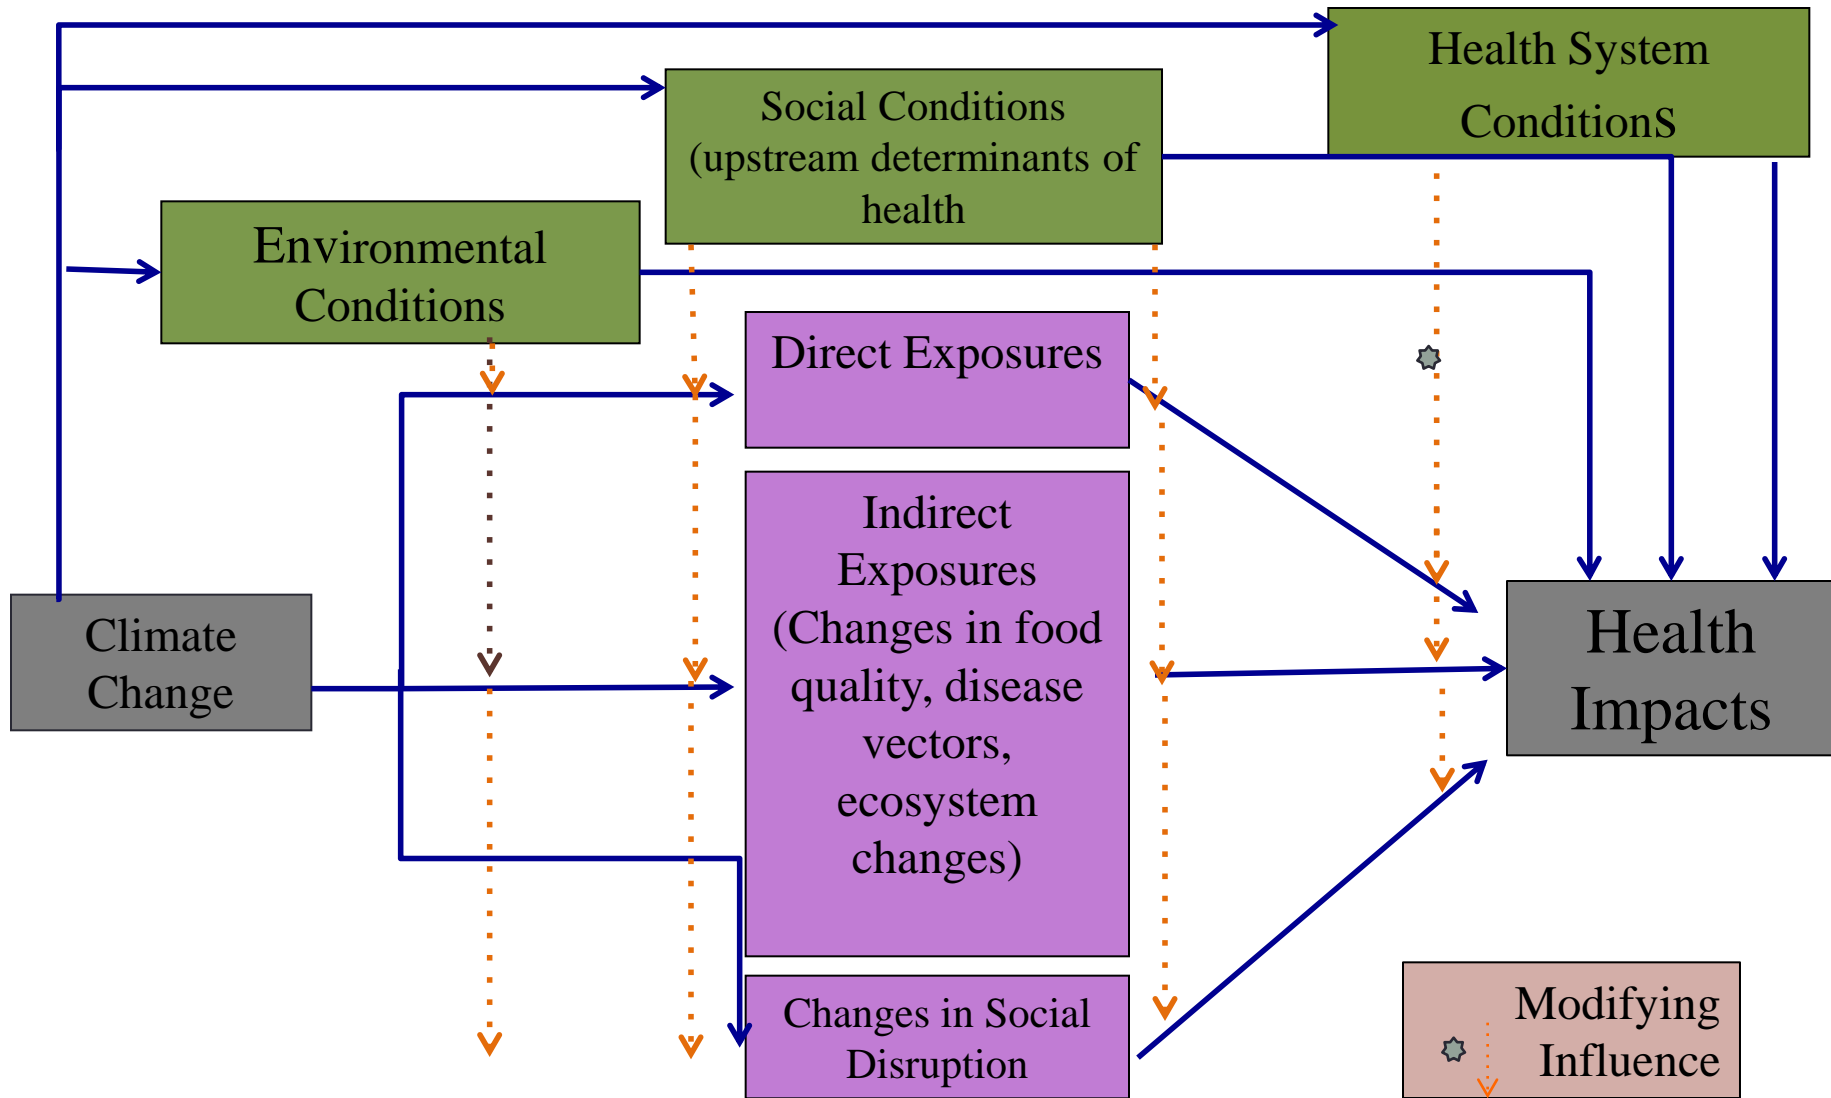 Health System
Conditions
Social Conditions
(upstream determinants of
health
Environmental
Conditions
Direct Exposures
Indirect
Exposures
(Changes in food
quality, disease
vectors,
ecosystem
changes)
Climate
Change
Health
Impacts
Changes in Social
Disruption
Modifying
Influence